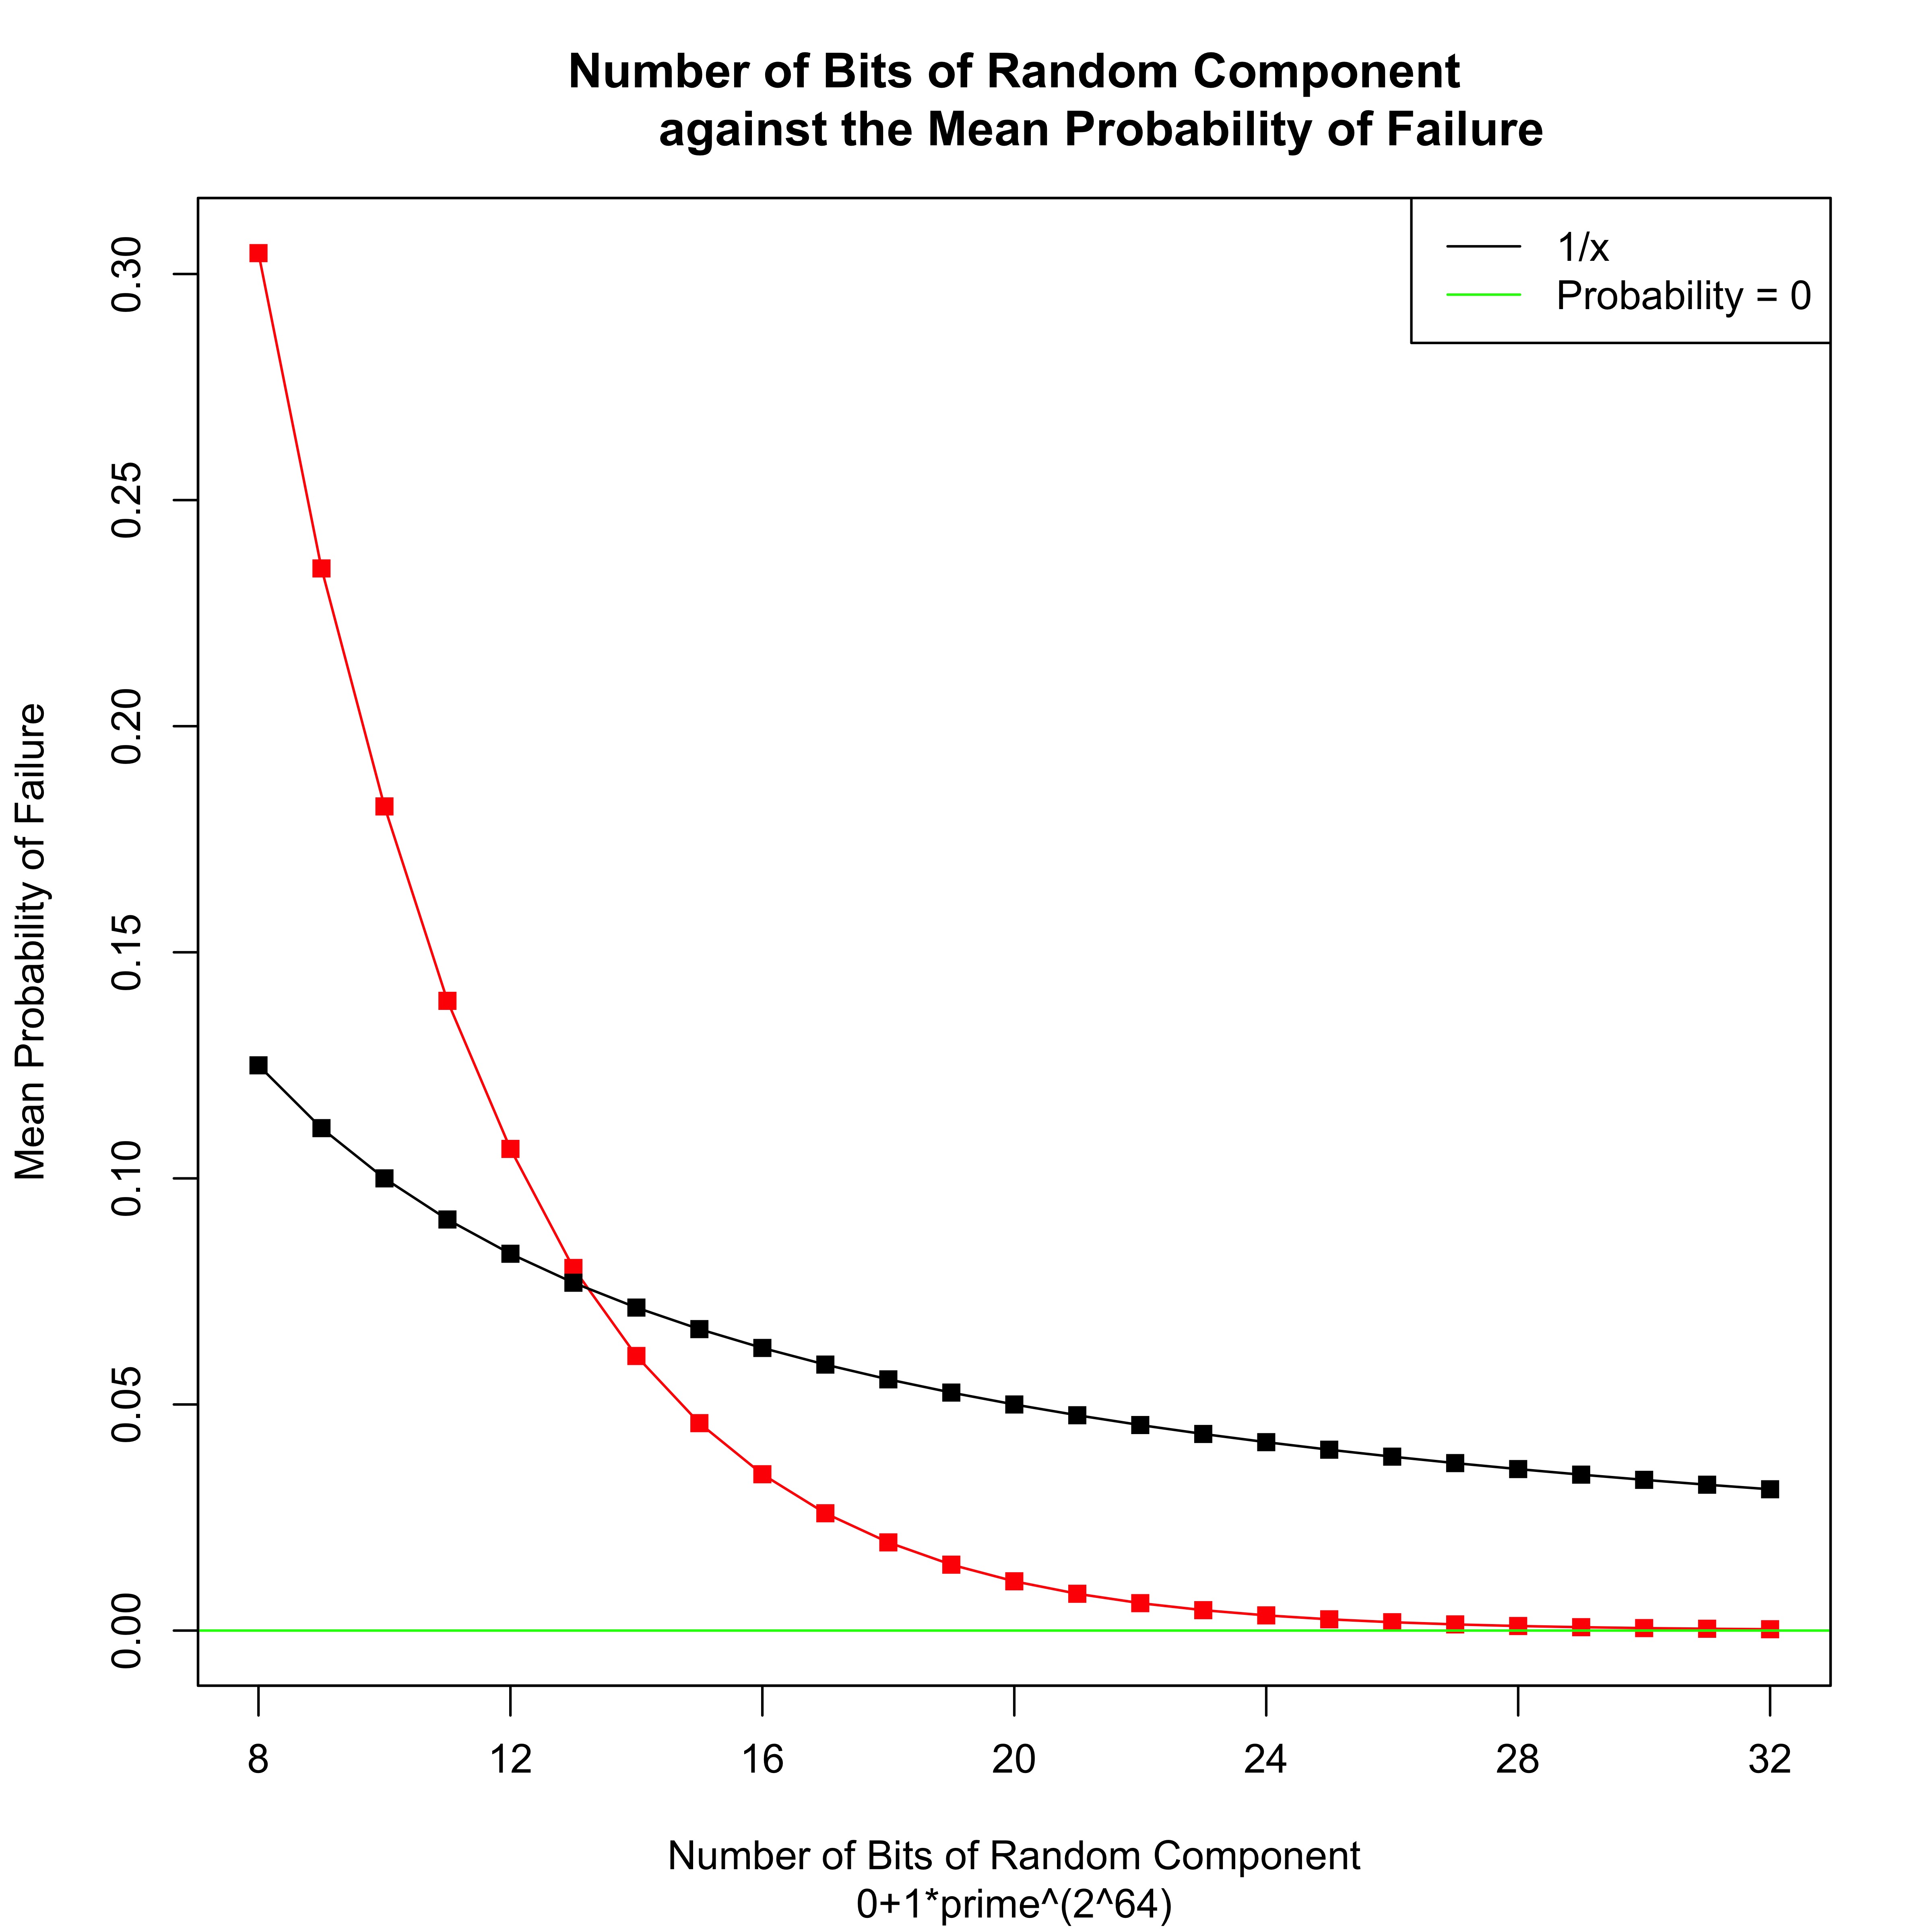 Number of Bits of Random Component
against the Mean Probability of Failure
1/x
Probability = 0
Mean Probability of Failure
0.30
0.25
0.20
0.15
0.10
0.05
0.00
8 12 16 20 24 28 32
Number of Bits of Random Component
0+1*prime^(2^64)